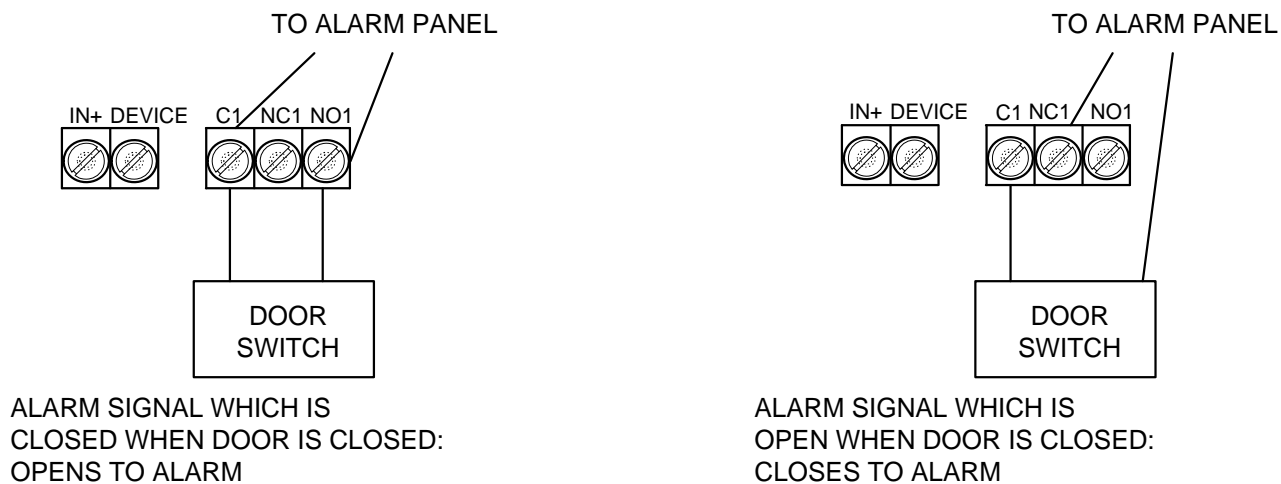 TO ALARM PANEL
IN+ DEVICE C1 NC1 NO1
DOOR
SWITCH
ALARM SIGNAL WHICH IS
CLOSED WHEN DOOR IS CLOSED:
OPENS TO ALARM
TO ALARM PANEL
IN+ DEVICE C1 NC1 NO1
DOOR
SWITCH
ALARM SIGNAL WHICH IS
OPEN WHEN DOOR IS CLOSED:
CLOSES TO ALARM